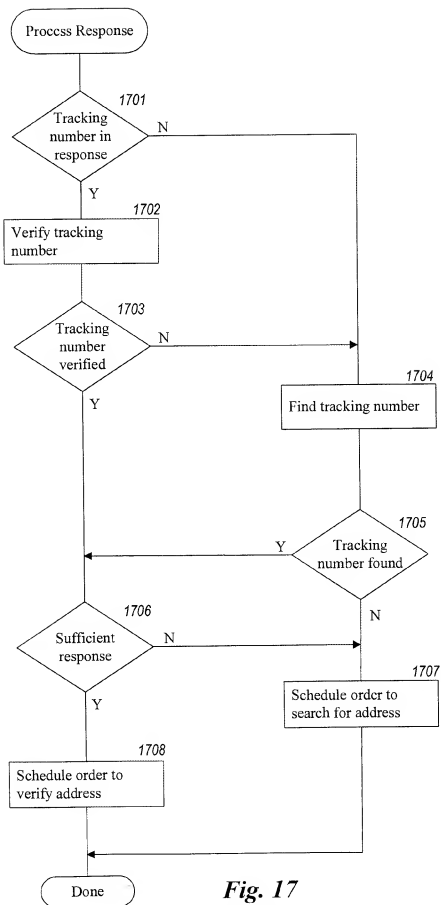 Process Response
1701
Tracking
number in
response
N
Y
1702
Verify tracking
number
1703
Tracking
number
verified
N
Y
1704
Find tracking number
1705
Tracking
number found
Y
N
1706
Sufficient
response
N
Y
1707
Schedule order to
search for address
1708
Schedule order to
verify address
Done
Fig. 17